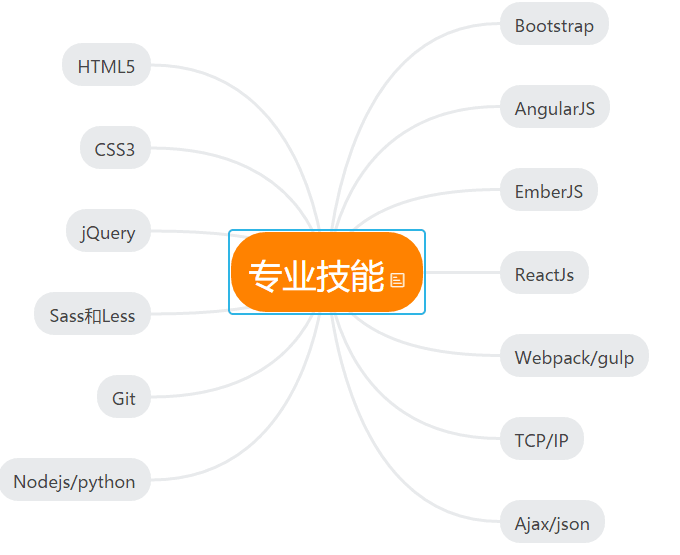 HTML5
CSS3
jQuery
Sass和Less
Git
Nodejs/python
专业技能
Bootstrap
AngularJS
EmberJS
ReactJs
Webpack/gulp
TCP/IP
Ajax/json